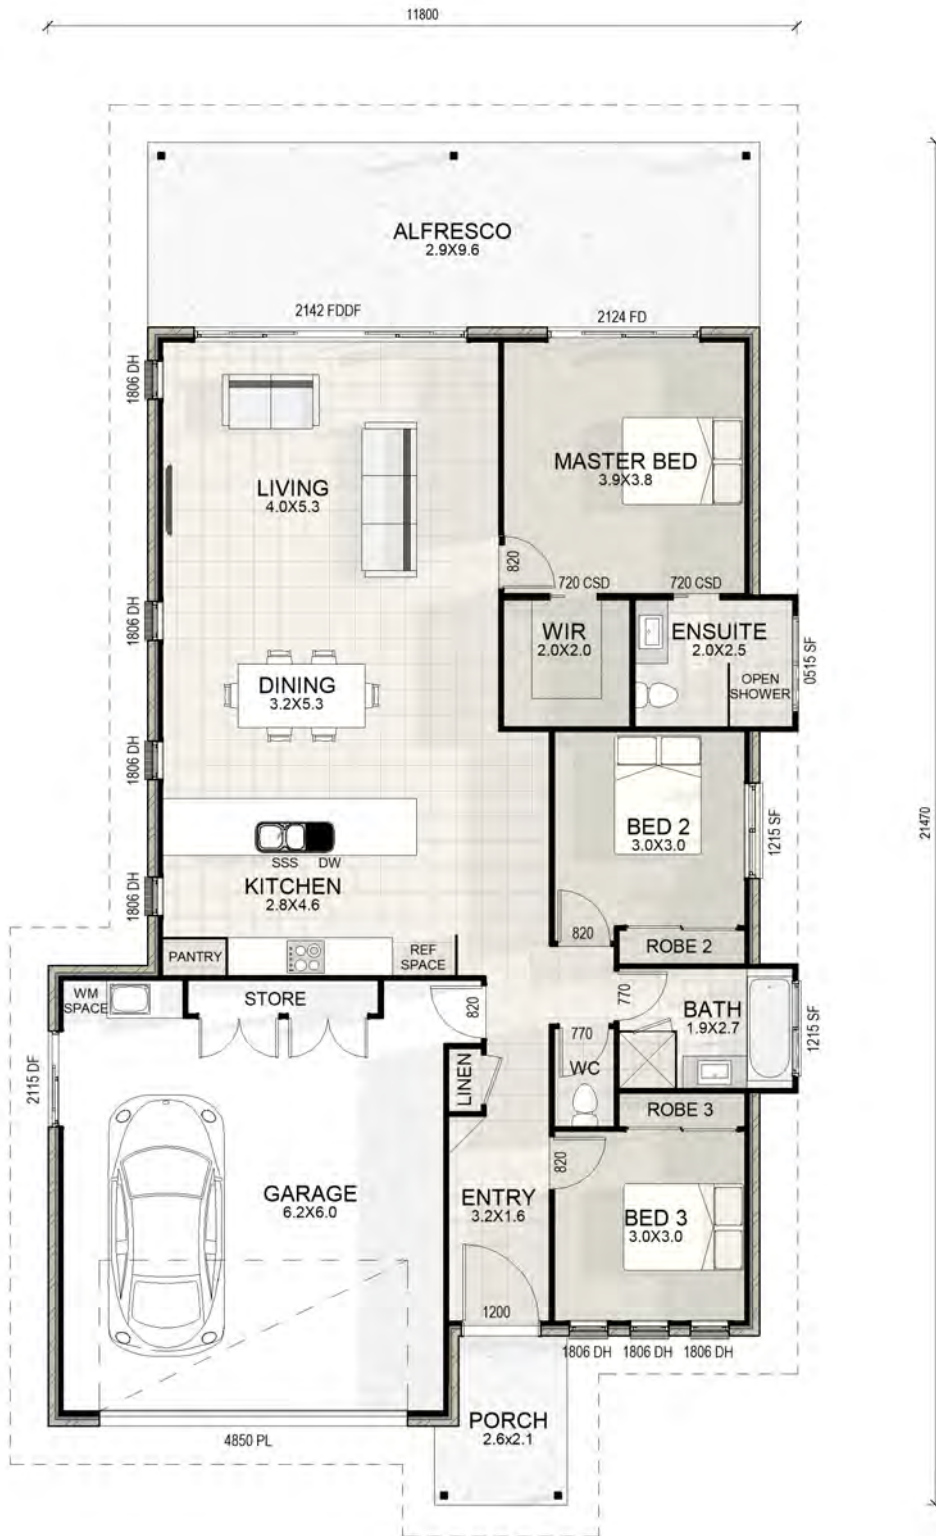 11800
ALFRESCO
2.9X9.6
2142 FDDF
2124 FD
1806 DH
LIVING
4.0X5.3
MASTER BED
3.9X3.8
820
720 CSD
720 CSD
1806 DH
WIR
2.0X2.0
ENSUITE
2.0X2.5
OPEN
SHOWER
0515 SF
DINING
3.2X5.3
1806 DH
BED 2
3.0X3.0
1215 SF
21470
SSS
DW
KITCHEN
2.8X4.6
1806 DH
820
ROBE 2
PANTRY
REF
SPACE
WM
SPACE
STORE
820
770
BATH
1.9X2.7
1215 SF
770
WC
2115 DF
LINEN
ROBE 3
820
GARAGE
6.2X6.0
ENTRY
3.2X1.6
BED 3
3.0X3.0
1200
1806 DH
1806 DH
1806 DH
PORCH
2.6x2.1
4850 PL